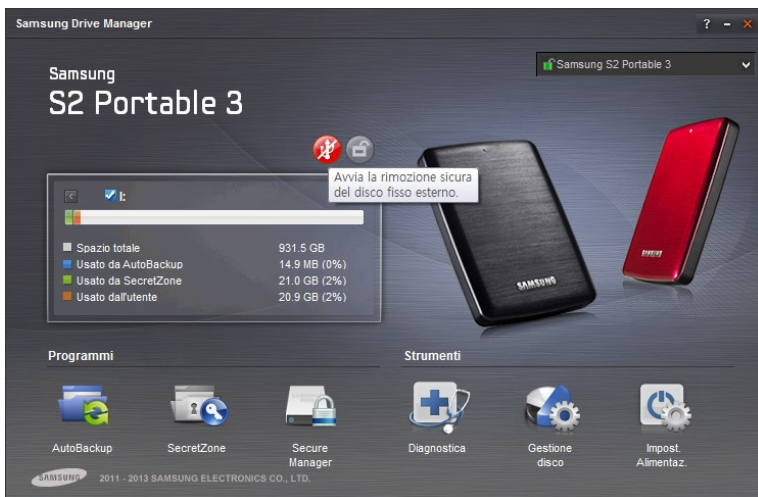 Samsung Drive Manager
Samsung S2 Portable 3
Samsung
S2 Portable 3
Avvia la rimozione sicura
del disco fisso esterno.
I:
Spazio totale 931.5 GB
Usato da AutoBackup 14.9 MB (0%)
Usato da SecretZone 21.0 GB (2%)
Usato dall'utente 20.9 GB (2%)
SAMSUNG
SAMSUNG
Programmi
Strumenti
AutoBackup
SecretZone
Secure
Manager
Diagnostica
Gestione
disco
Impost.
Alimentaz.
SAMSUNG 2011 - 2013 SAMSUNG ELECTRONICS CO., LTD.